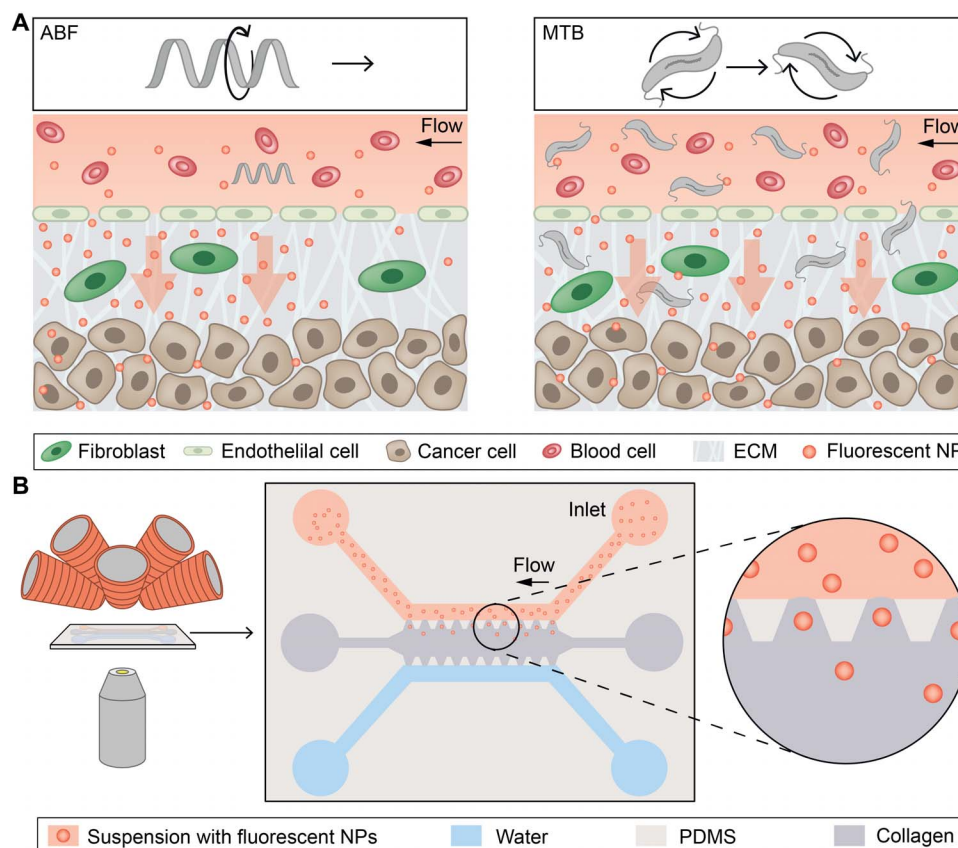 A
ABF
MTB
Flow
Flow
Fibroblast
Endothelilal cell
Cancer cell
Blood cell
ECM
Fluorescent NP
B
Inlet
Flow
Suspension with fluorescent NPs
Water
PDMS
Collagen